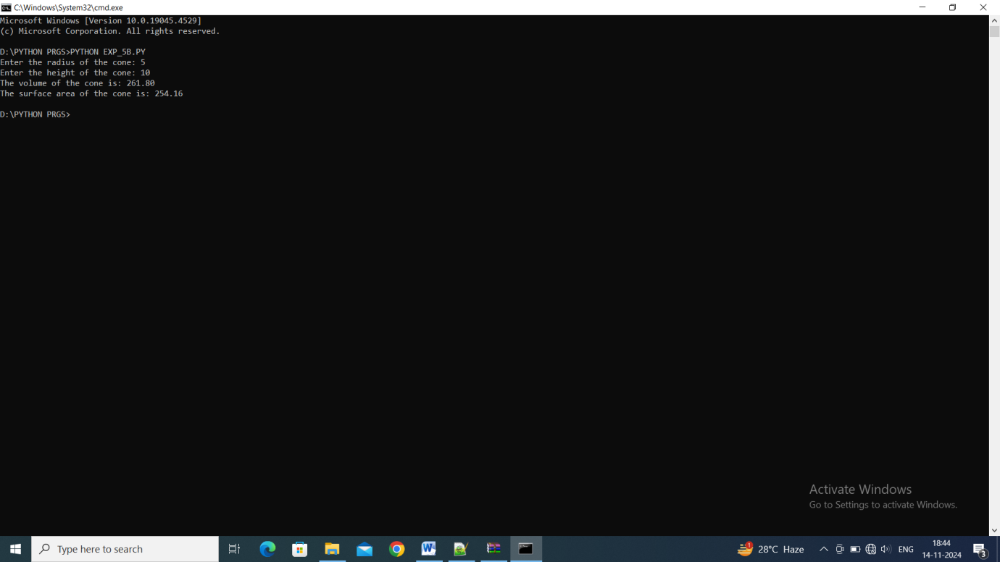 C:\Windows\System32\cmd.exe
Microsoft Windows [Version 10.0.19045.4529]
(c) Microsoft Corporation. All rights reserved.
D:\PYTHON PRGS>PYTHON EXP_5B.PY
Enter the radius of the cone: 5
Enter the height of the cone: 10
The volume of the cone is: 261.80
The surface area of the cone is: 254.16
D:\PYTHON PRGS>
Activate Windows
Go to Settings to activate Windows.
Type here to search
1
28°C Haze
ENG
18:44
14-11-2024
3